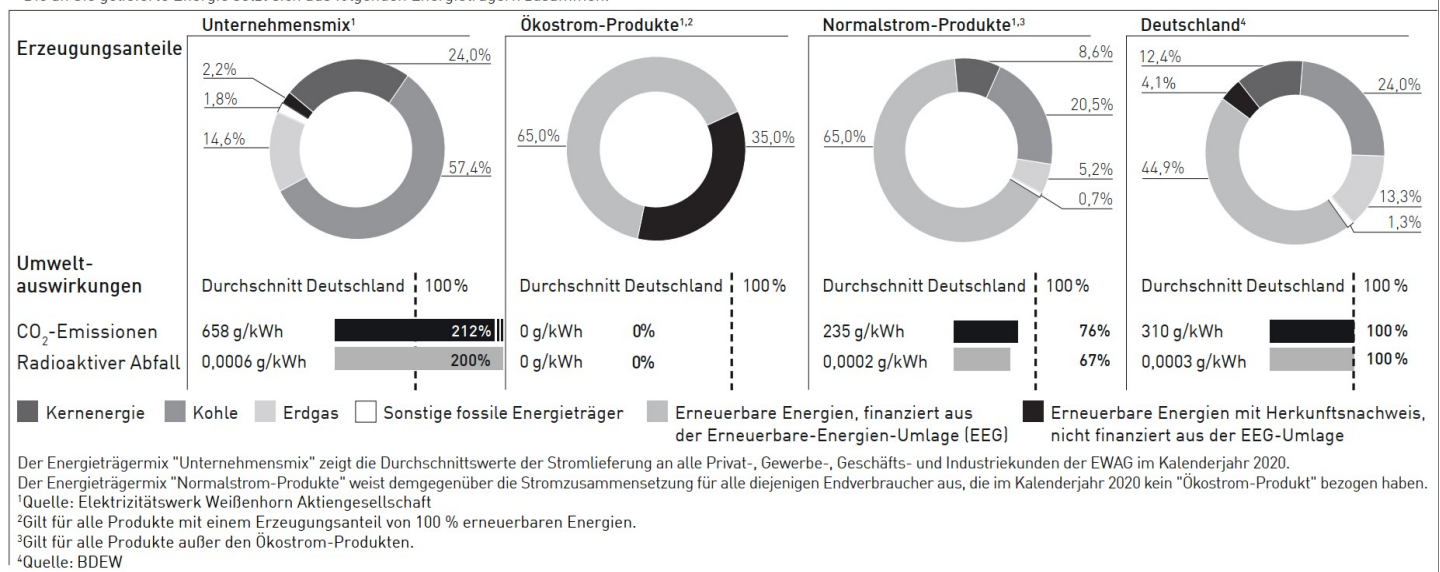 Unternehmensmix¹
Ökostrom-Produkte¹,²
Normalstrom-Produkte¹,³
Deutschland⁴
Erzeugungsanteile
24,0%
2,2%
1,8%
14,6%
57,4%
65,0%
35,0%
8,6%
20,5%
65,0%
5,2%
0,7%
12,4%
4,1%
24,0%
44,9%
13,3%
1,3%
Umwelt-
auswirkungen
Durchschnitt Deutschland 100 %
Durchschnitt Deutschland 100 %
Durchschnitt Deutschland 100 %
Durchschnitt Deutschland 100 %
CO₂-Emissionen 658 g/kWh 212% 0 g/kWh 0% 235 g/kWh 76% 310 g/kWh 100%
Radioaktiver Abfall 0,0006 g/kWh 200% 0 g/kWh 0% 0,0002 g/kWh 67% 0,0003 g/kWh 100%
Kernenergie Kohle Erdgas Sonstige fossile Energieträger
Erneuerbare Energien, finanziert aus
der Erneuerbare-Energien-Umlage (EEG)
Erneuerbare Energien mit Herkunftsnachweis,
nicht finanziert aus der EEG-Umlage
Der Energieträgermix "Unternehmensmix" zeigt die Durchschnittswerte der Stromlieferung an alle Privat-, Gewerbe-, Geschäfts- und Industriekunden der EWAG im Kalenderjahr 2020.
Der Energieträgermix "Normalstrom-Produkte" weist demgegenüber die Stromzusammensetzung für alle diejenigen Endverbraucher aus, die im Kalenderjahr 2020 kein "Ökostrom-Produkt" bezogen haben.
¹Quelle: Elektrizitätswerk Weißenhorn Aktiengesellschaft
²Gilt für alle Produkte mit einem Erzeugungsanteil von 100 % erneuerbaren Energien.
³Gilt für alle Produkte außer den Ökostrom-Produkten.
⁴Quelle: BDEW